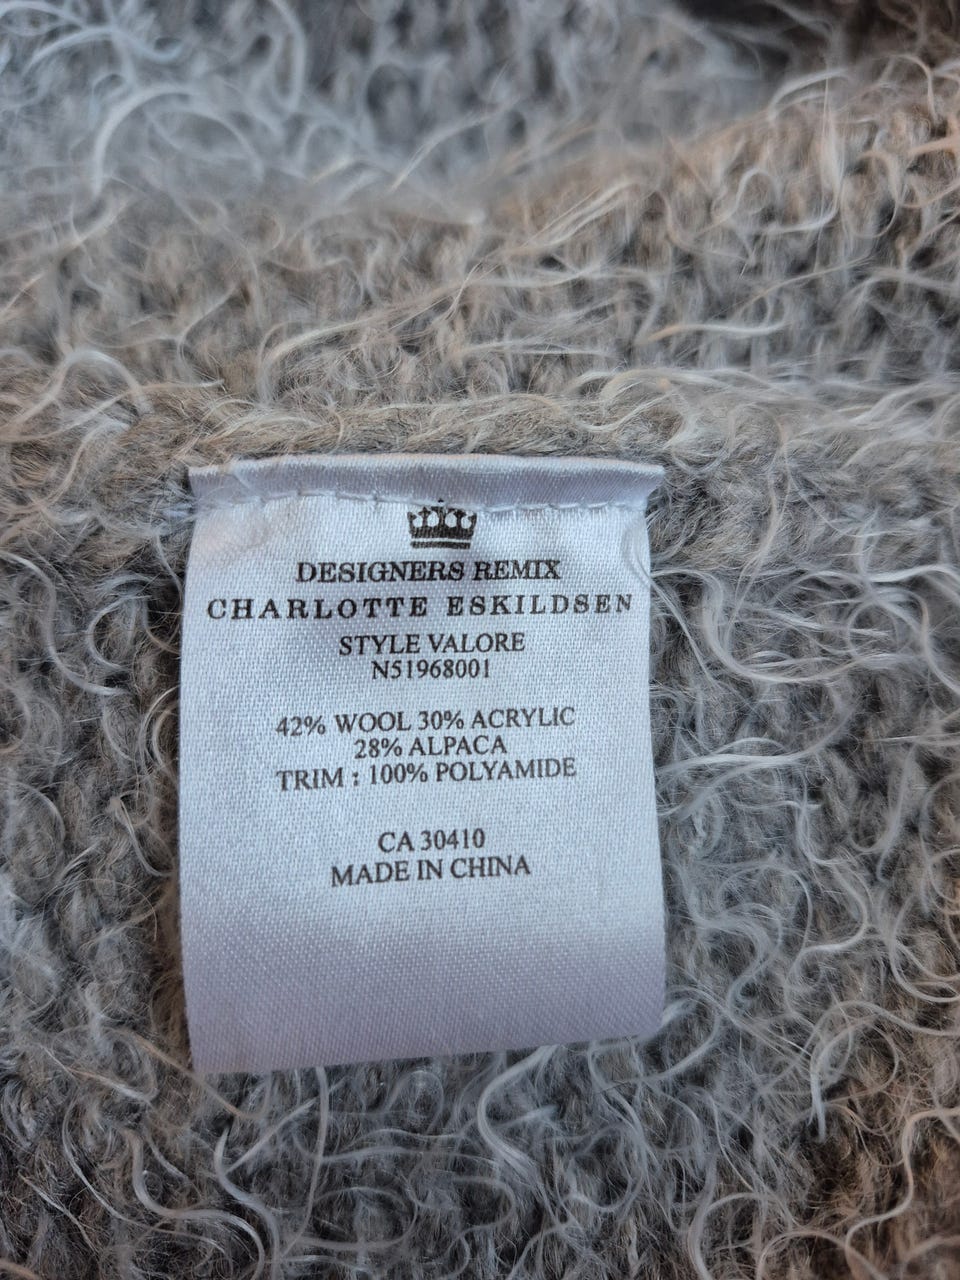 DESIGNERS REMIX
CHARLOTTE ESKILDSEN
STYLE VALORE
N51968001
42% WOOL 30% ACRYLIC
28% ALPACA
TRIM : 100% POLYAMIDE
CA 30410
MADE IN CHINA